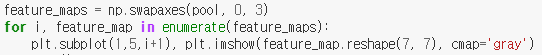 feature_maps = np.swapaxes(pool, 0, 3)
for i, feature_map in enumerate(feature_maps):
    plt.subplot(1,5,i+1), plt.imshow(feature_map.reshape(7, 7), cmap='gray')